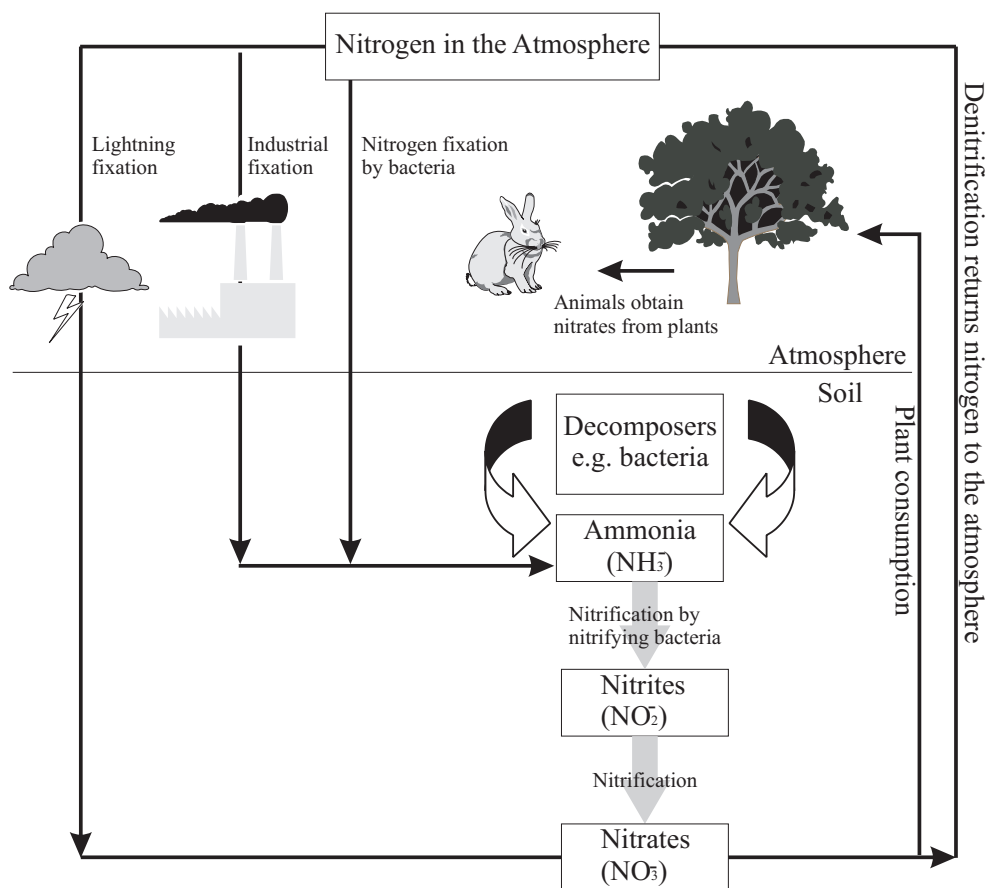 Nitrogen in the Atmosphere
Lightning
fixation
Industrial
fixation
Nitrogen fixation
by bacteria
Animals obtain
nitrates from plants
Atmosphere
Soil
Decomposers
e.g. bacteria
Ammonia
(NH₃⁻)
Nitrification by
nitrifying bacteria
Nitrites
(NO₂⁻)
Nitrification
Nitrates
(NO₃⁻)
Plant consumption
Denitrification returns nitrogen to the atmosphere